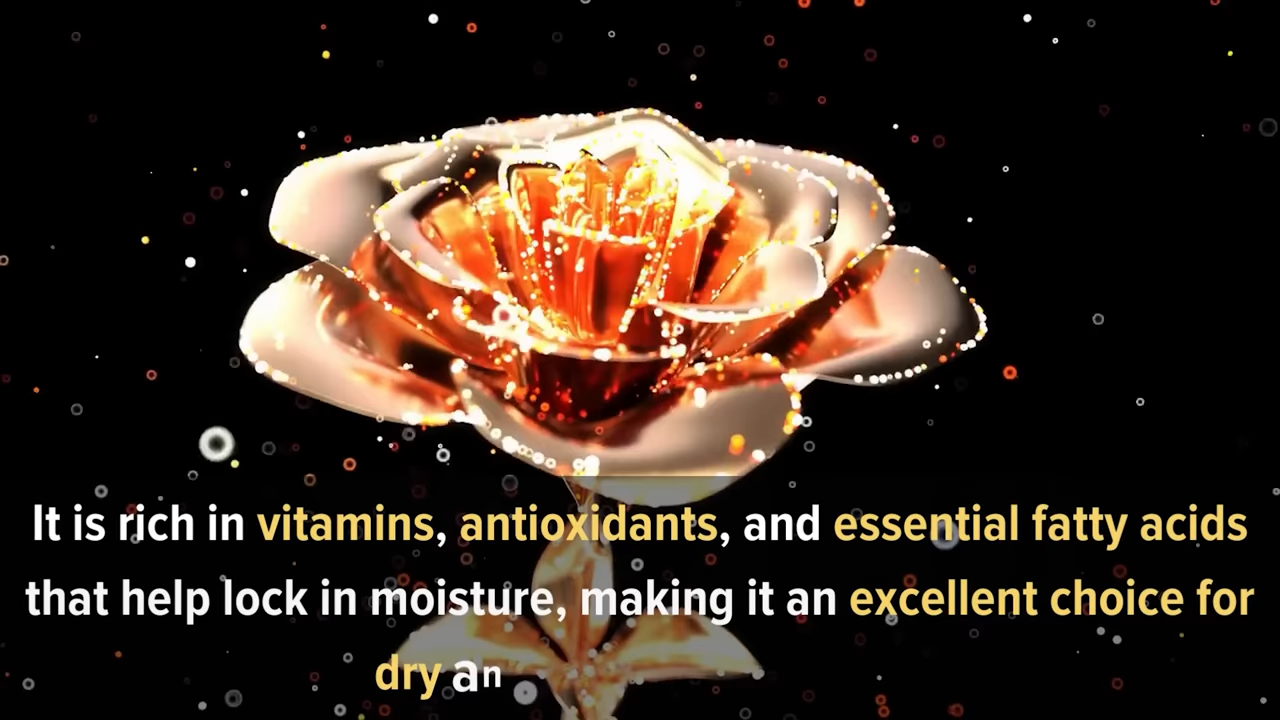 It is rich in vitamins, antioxidants, and essential fatty acids
that help lock in moisture, making it an excellent choice for
dry an